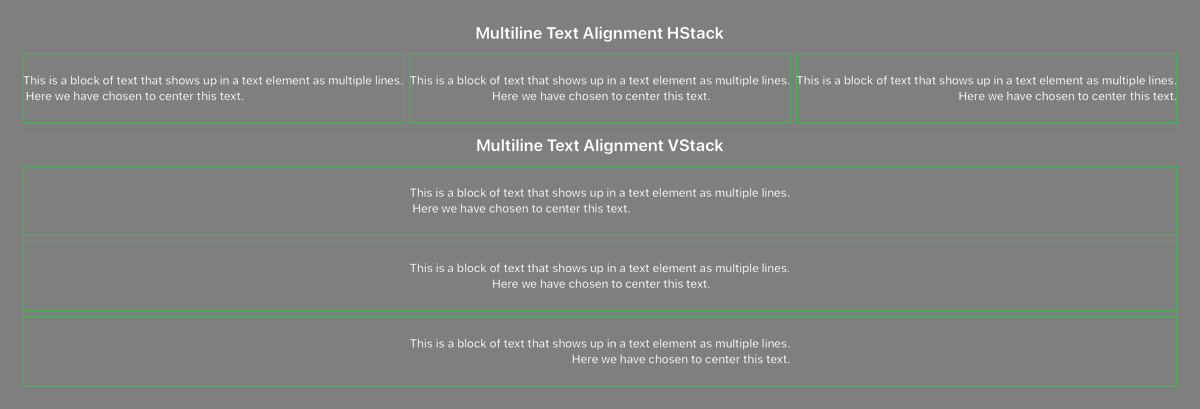 Multiline Text Alignment HStack
This is a block of text that shows up in a text element as multiple lines.
Here we have chosen to center this text.
This is a block of text that shows up in a text element as multiple lines.
Here we have chosen to center this text.
This is a block of text that shows up in a text element as multiple lines.
Here we have chosen to center this text.
Multiline Text Alignment VStack
This is a block of text that shows up in a text element as multiple lines.
Here we have chosen to center this text.
This is a block of text that shows up in a text element as multiple lines.
Here we have chosen to center this text.
This is a block of text that shows up in a text element as multiple lines.
Here we have chosen to center this text.